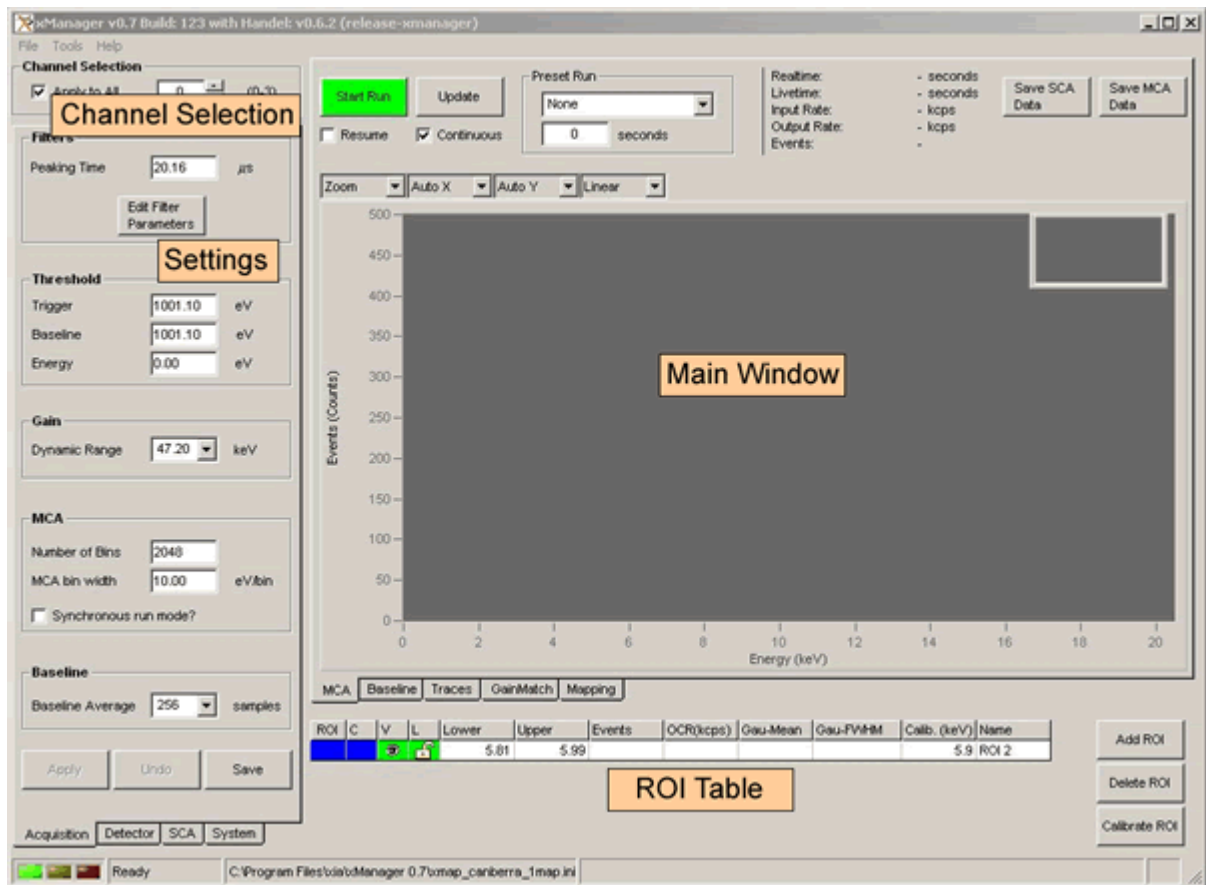 xManager v0.7 Build: 123 with Handel: v0.6.2 (release-xmanager)
File Tools Help
Channel Selection
Apply to All 0 (0-3)
Channel Selection
Filters
Peaking Time 20.16 µs
Edit Filter
Parameters
Settings
Threshold
Trigger 1001.10 eV
Baseline 1001.10 eV
Energy 0.00 eV
Gain
Dynamic Range 47.20 keV
MCA
Number of Bins 2048
MCA bin width 10.00 eV/bin
Synchronous run mode?
Baseline
Baseline Average 256 samples
Apply Undo Save
Acquisition Detector SCA System
Start Run Update
Resume Continuous
Preset Run
None
0 seconds
Realtime: - seconds
Livetime: - seconds
Input Rate: - kcps
Output Rate: - kcps
Events: -
Save SCA
Data
Save MCA
Data
Zoom Auto X Auto Y Linear
Events (Counts)
500
450
400
350
300
250
200
150
100
50
0
Main Window
0 2 4 6 8 10 12 14 16 18 20
Energy (keV)
MCA Baseline Traces GainMatch Mapping
ROI C V L Lower Upper Events OCR(kcps) Gau-Mean Gau-FWHM Calib. (keV) Name
5.81 5.99 5.9 ROI 2
ROI Table
Add ROI
Delete ROI
Calibrate ROI
Ready C:\Program Files\xia\xManager 0.7\xmap_canberra_1map.ini